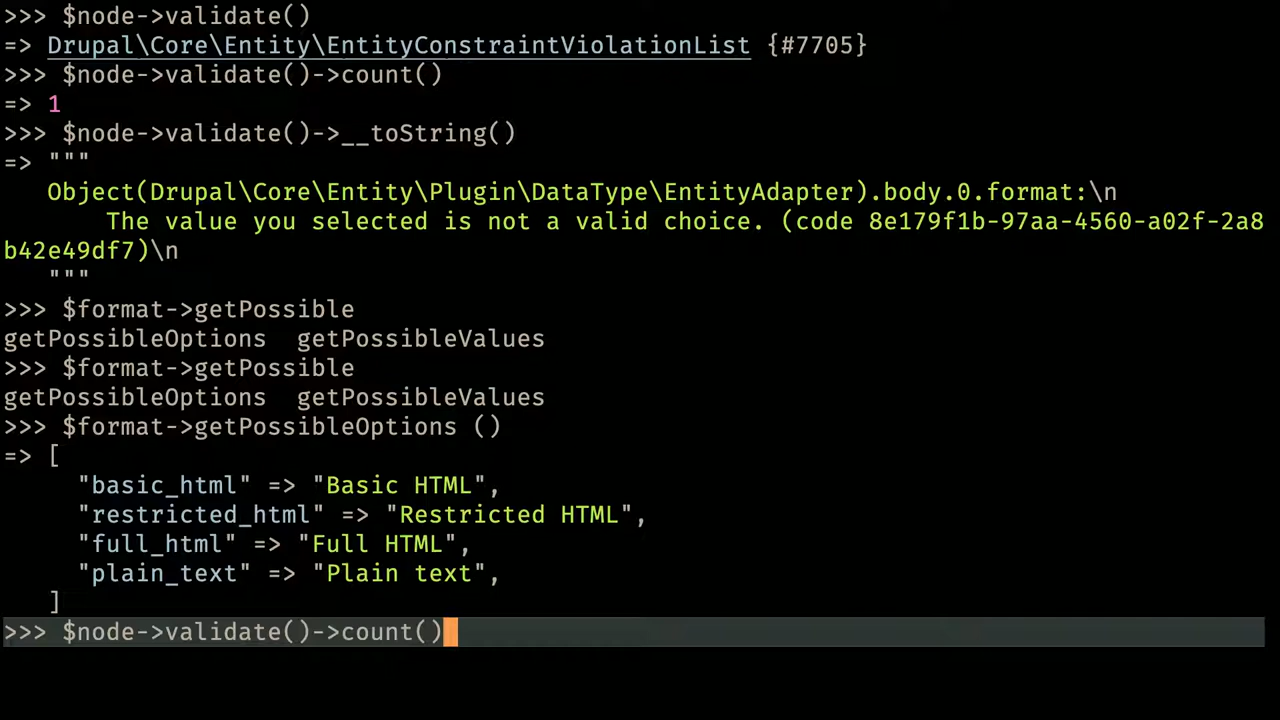 >>> $node->validate()
=> Drupal\Core\Entity\EntityConstraintViolationList {#7705}
>>> $node->validate()->count()
=> 1
>>> $node->validate()->__toString()
=> """
   Object(Drupal\Core\Entity\Plugin\DataType\EntityAdapter).body.0.format:\n
       The value you selected is not a valid choice. (code 8e179f1b-97aa-4560-a02f-2a8
b42e49df7)\n
   """
>>> $format->getPossible
getPossibleOptions  getPossibleValues
>>> $format->getPossible
getPossibleOptions  getPossibleValues
>>> $format->getPossibleOptions ()
=> [
     "basic_html" => "Basic HTML",
     "restricted_html" => "Restricted HTML",
     "full_html" => "Full HTML",
     "plain_text" => "Plain text",
   ]
>>> $node->validate()->count()